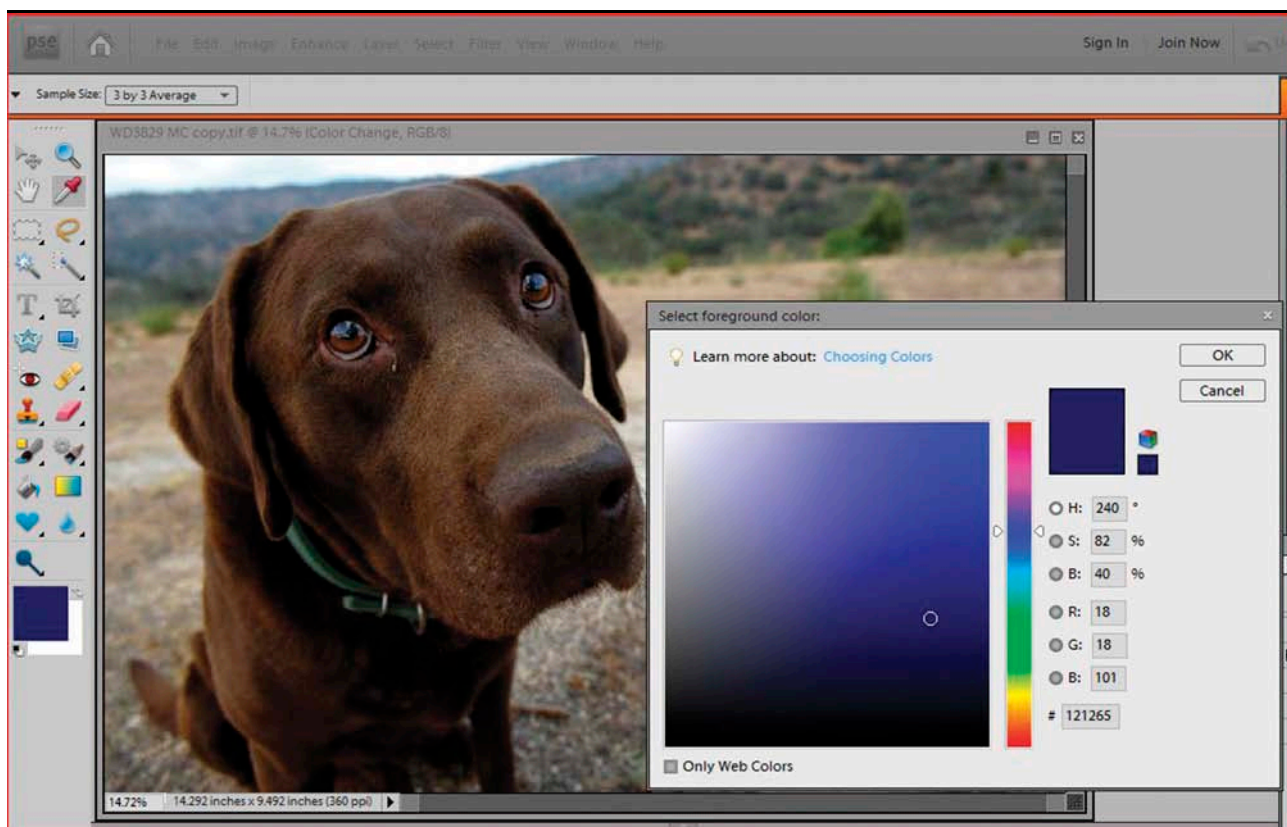 pse
File Edit Image Enhance Layer Select Filter View Window Help
Sign In Join Now
Sample Size: 3 by 3 Average
WD3829 MC copy.tif @ 14.7% (Color Change, RGB/8)
T
Select foreground color:
Learn more about: Choosing Colors
OK
Cancel
H: 240 °
S: 82 %
B: 40 %
R: 18
G: 18
B: 101
# 121265
Only Web Colors
14.72% 14.292 inches x 9.492 inches (360 ppi)